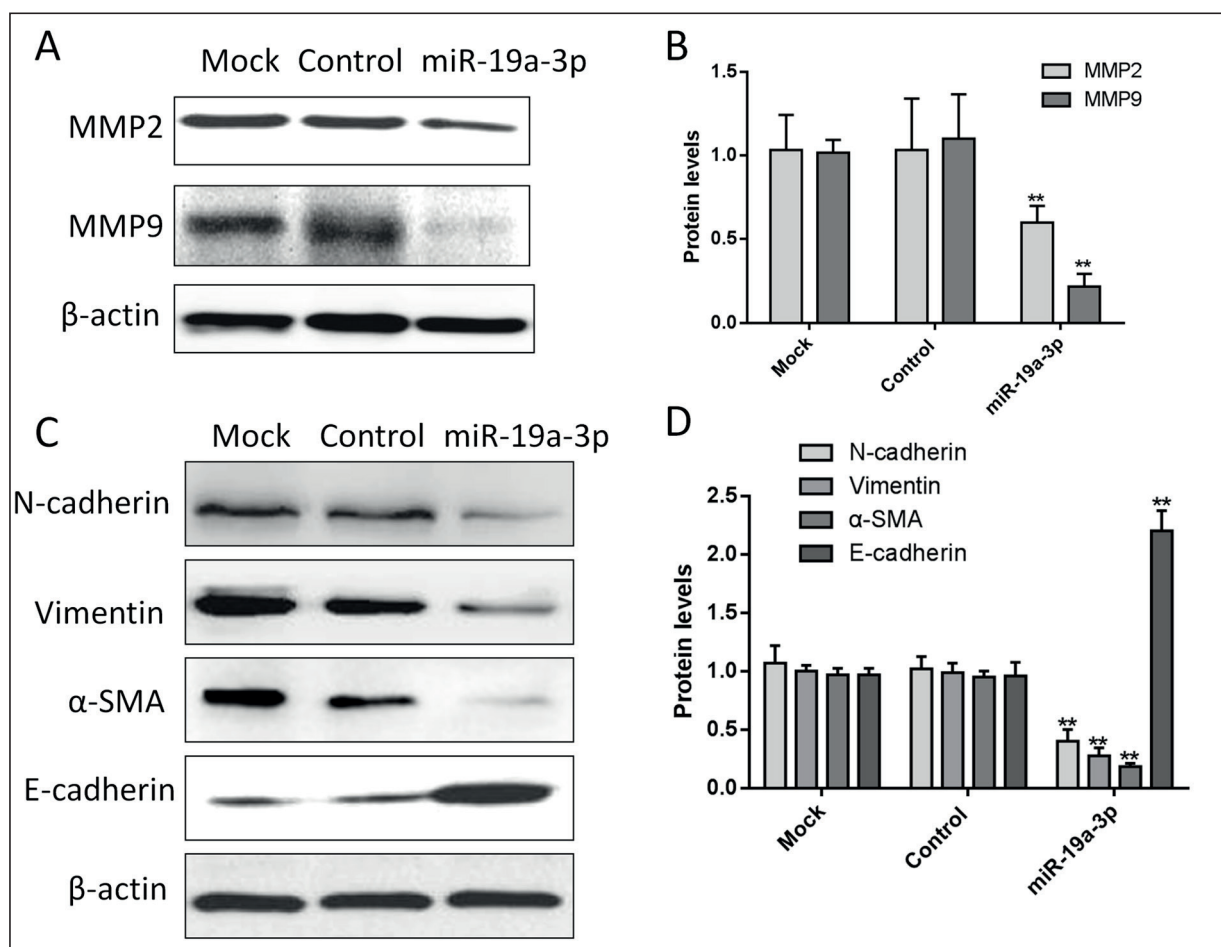 A
Mock Control miR-19a-3p
MMP2
MMP9
β-actin
B
MMP2
MMP9
Protein levels
1.5
1.0
0.5
0.0
** **
Mock Control miR-19a-3p
C
Mock Control miR-19a-3p
N-cadherin
Vimentin
α-SMA
E-cadherin
β-actin
D
N-cadherin
Vimentin
α-SMA
E-cadherin
Protein levels
2.5
2.0
1.5
1.0
0.5
0.0
** ** ** **
Mock Control miR-19a-3p